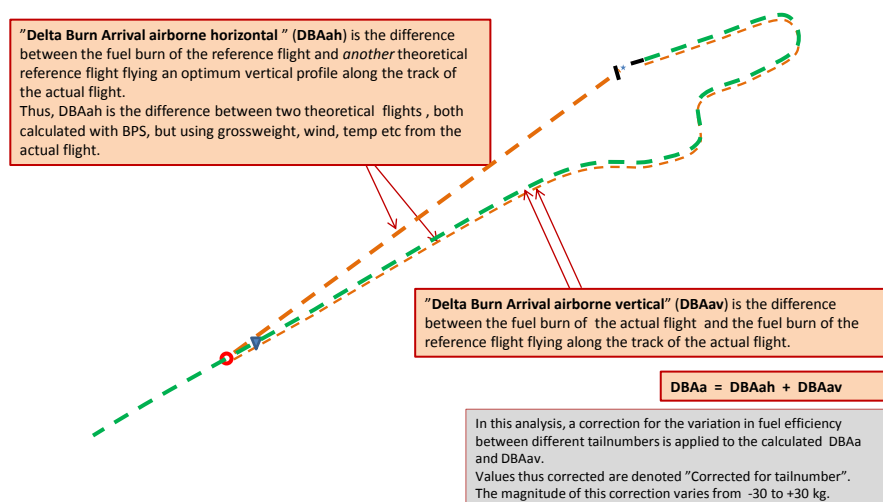 ”Delta Burn Arrival airborne horizontal ” (DBAah) is the difference
between the fuel burn of the reference flight and another theoretical
reference flight flying an optimum vertical profile along the track of
the actual flight.
Thus, DBAah is the difference between two theoretical flights , both
calculated with BPS, but using grossweight, wind, temp etc from the
actual flight.
”Delta Burn Arrival airborne vertical” (DBAav) is the difference
between the fuel burn of the actual flight and the fuel burn of the
reference flight flying along the track of the actual flight.
DBAa = DBAah + DBAav
In this analysis, a correction for the variation in fuel efficiency
between different tailnumbers is applied to the calculated DBAa
and DBAav.
Values thus corrected are denoted ”Corrected for tailnumber”.
The magnitude of this correction varies from -30 to +30 kg.